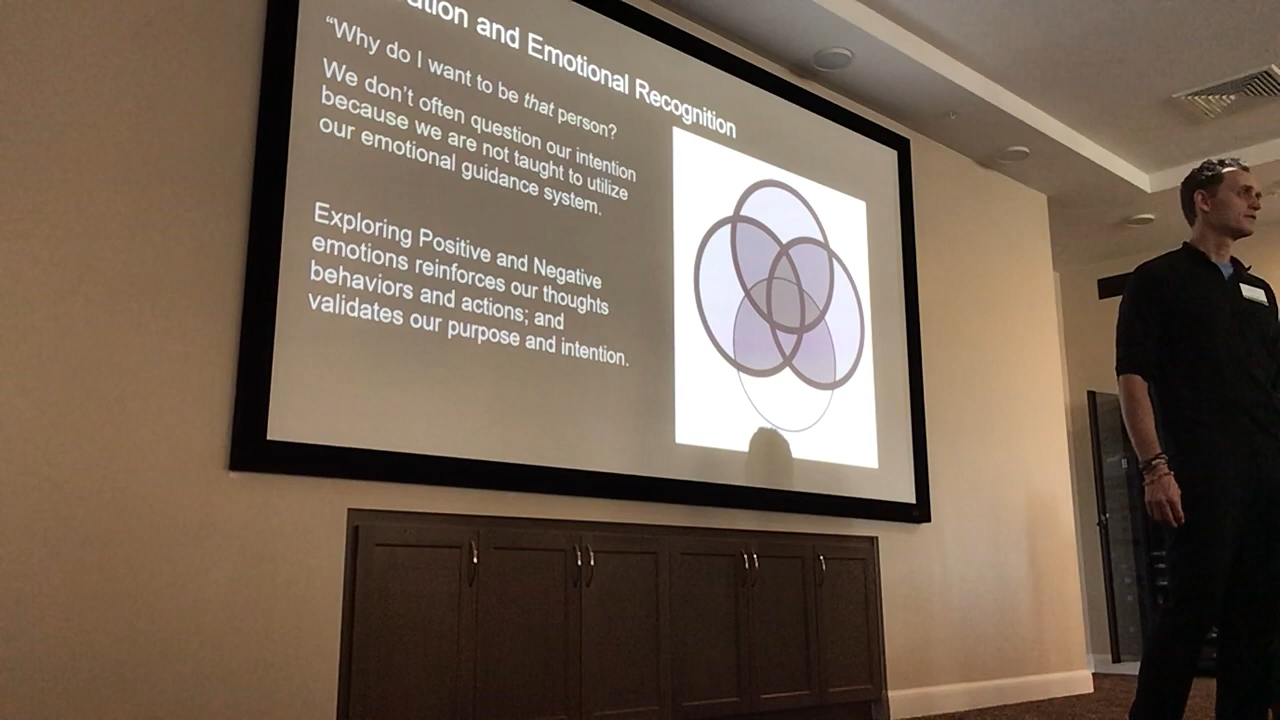 and Emotional Recognition
“Why do I want to be that person?
We don’t often question our intention
because we are not taught to utilize
our emotional guidance system.
Exploring Positive and Negative
emotions reinforces our thoughts
behaviors and actions; and
validates our purpose and intention.